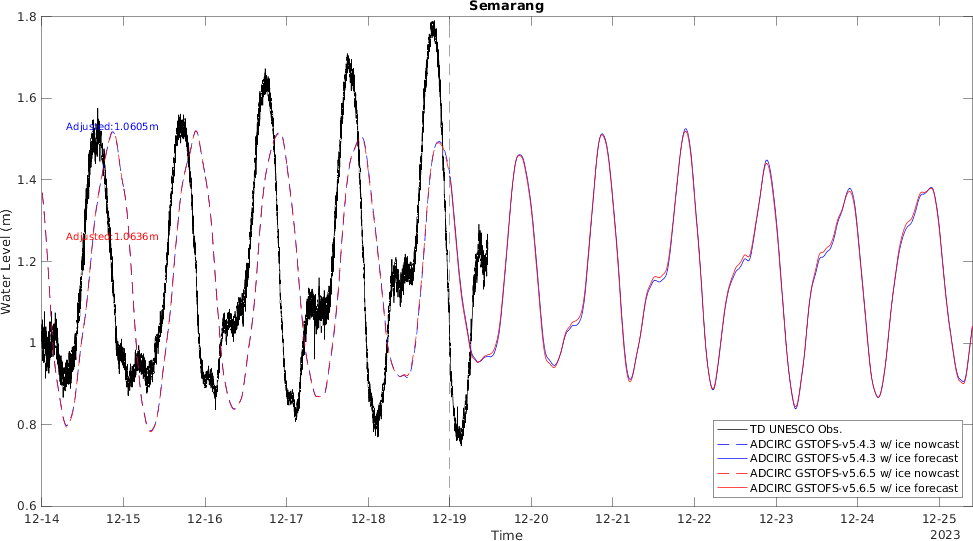 Semarang
1.8
1.6
1.4
1.2
1
0.8
0.6
Water Level (m)
Adjusted:1.0605m
Adjusted:1.0636m
TD UNESCO Obs.
ADCIRC GSTOFS-v5.4.3 w/ ice nowcast
ADCIRC GSTOFS-v5.4.3 w/ ice forecast
ADCIRC GSTOFS-v5.6.5 w/ ice nowcast
ADCIRC GSTOFS-v5.6.5 w/ ice forecast
12-14 12-15 12-16 12-17 12-18 12-19 12-20 12-21 12-22 12-23 12-24 12-25
Time
2023